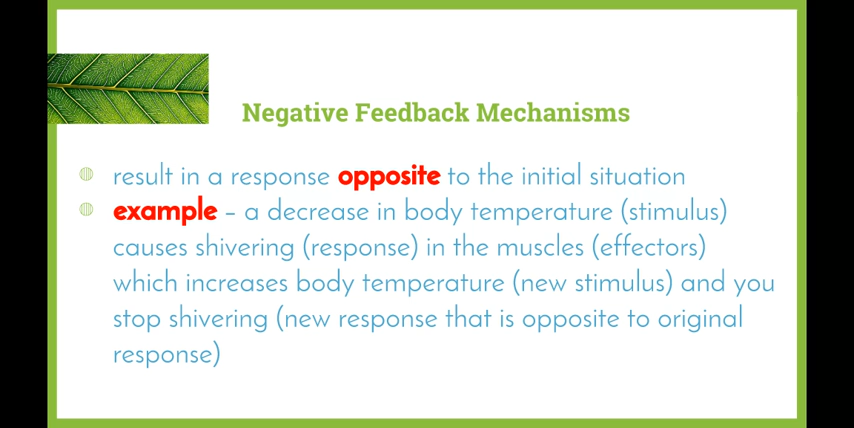 Negative Feedback Mechanisms
result in a response opposite to the initial situation
example – a decrease in body temperature (stimulus)
causes shivering (response) in the muscles (effectors)
which increases body temperature (new stimulus) and you
stop shivering (new response that is opposite to original
response)